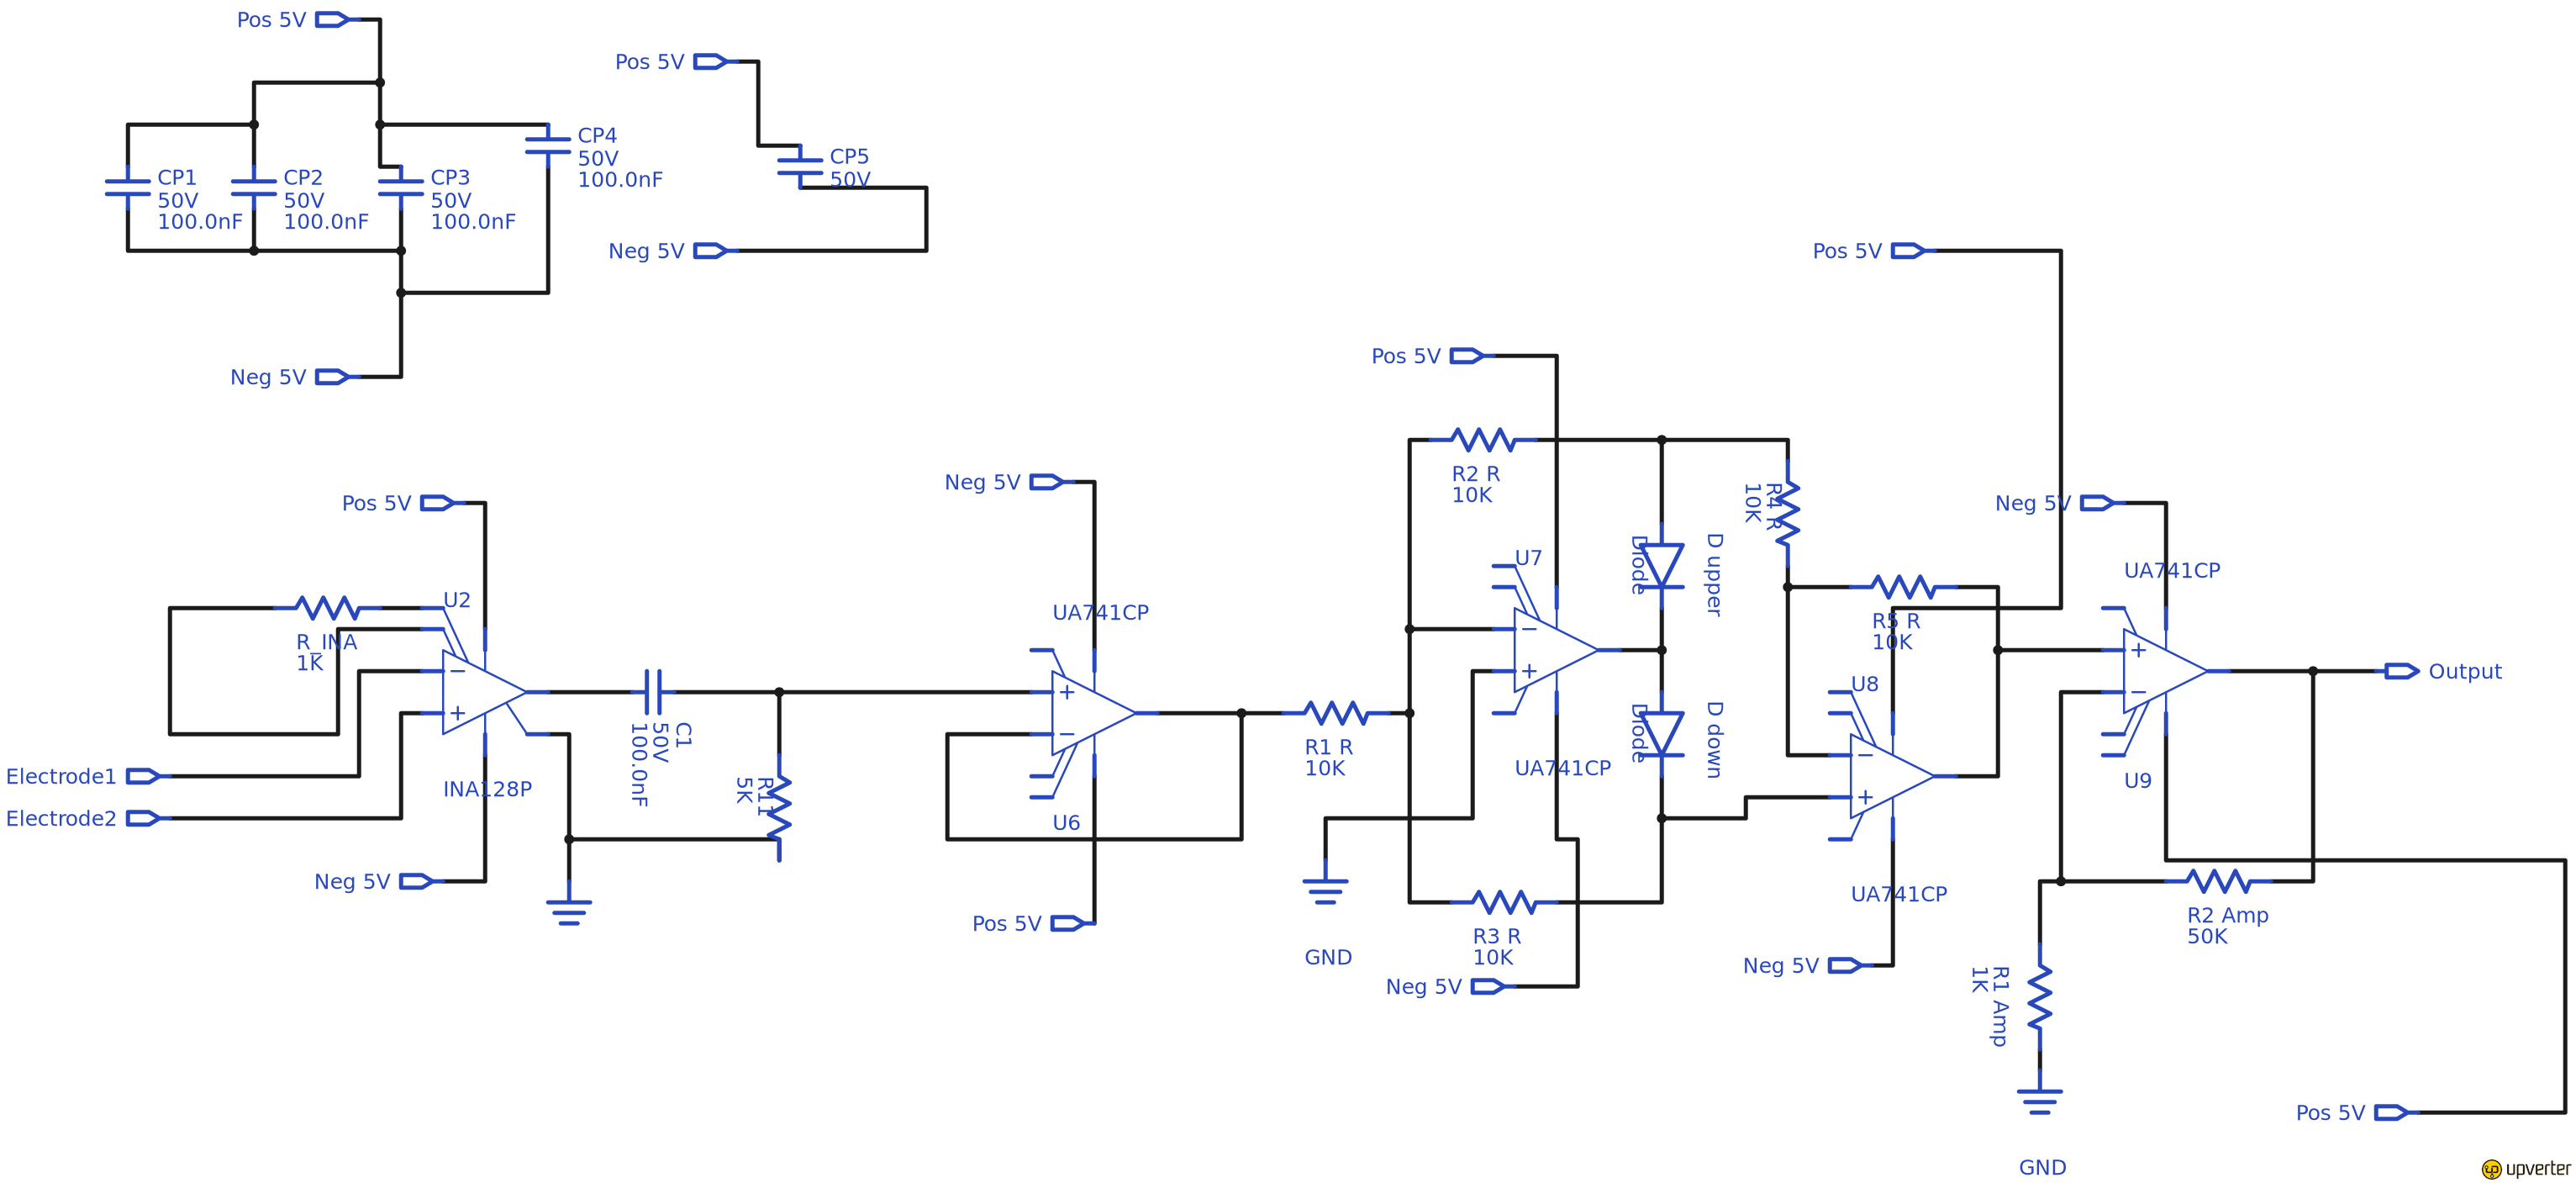 Pos 5V
Pos 5V
CP4
50V
100.0nF
CP1
50V
100.0nF
CP2
50V
100.0nF
CP3
50V
100.0nF
CP5
50V
Neg 5V
Neg 5V
Pos 5V
Pos 5V
Neg 5V
Pos 5V
Neg 5V
R2 R
10K
R4 R
10K
U7
Diode
D upper
UA741CP
U2
R_INA
1K
−
+
INA128P
Electrode1
Electrode2
Neg 5V
C1
50V
100.0nF
R11
5K
UA741CP
+
−
U6
Pos 5V
R1 R
10K
−
+
UA741CP
Diode
D down
R5 R
10K
U8
−
+
UA741CP
+
−
U9
Output
GND
R3 R
10K
Neg 5V
Neg 5V
R2 Amp
50K
R1 Amp
1K
Pos 5V
GND
upverter